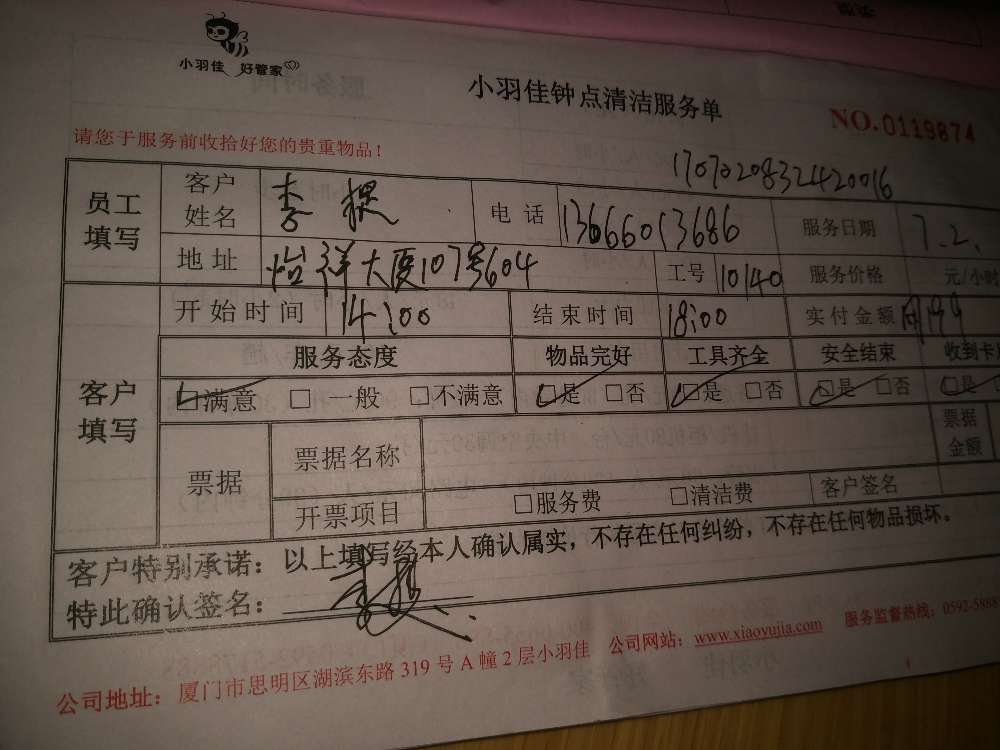 小羽佳 好管家
小羽佳钟点清洁服务单
NO.0119874
请您于服务前收拾好您的贵重物品!
1707020832420016
员工填写 客户姓名 李 电话 13666013686 服务日期 7.2.
地址 怡祥大厦107号604 工号 10140 服务价格 元/小时
客户填写 开始时间 14:00 结束时间 18:00 实付金额 199
服务态度 物品完好 工具齐全 安全结束 收到卡
□满意 □一般 □不满意 □是 □否 □是 □否 □是 □否 □是
票据 票据名称 票据金额
开票项目 □服务费 □清洁费 客户签名
客户特别承诺:以上填写经本人确认属实,不存在任何纠纷,不存在任何物品损坏。
特此确认签名:
公司地址:厦门市思明区湖滨东路319号A幢2层小羽佳 公司网站:www.xiaoyujia.com 服务监督热线:0592-5868